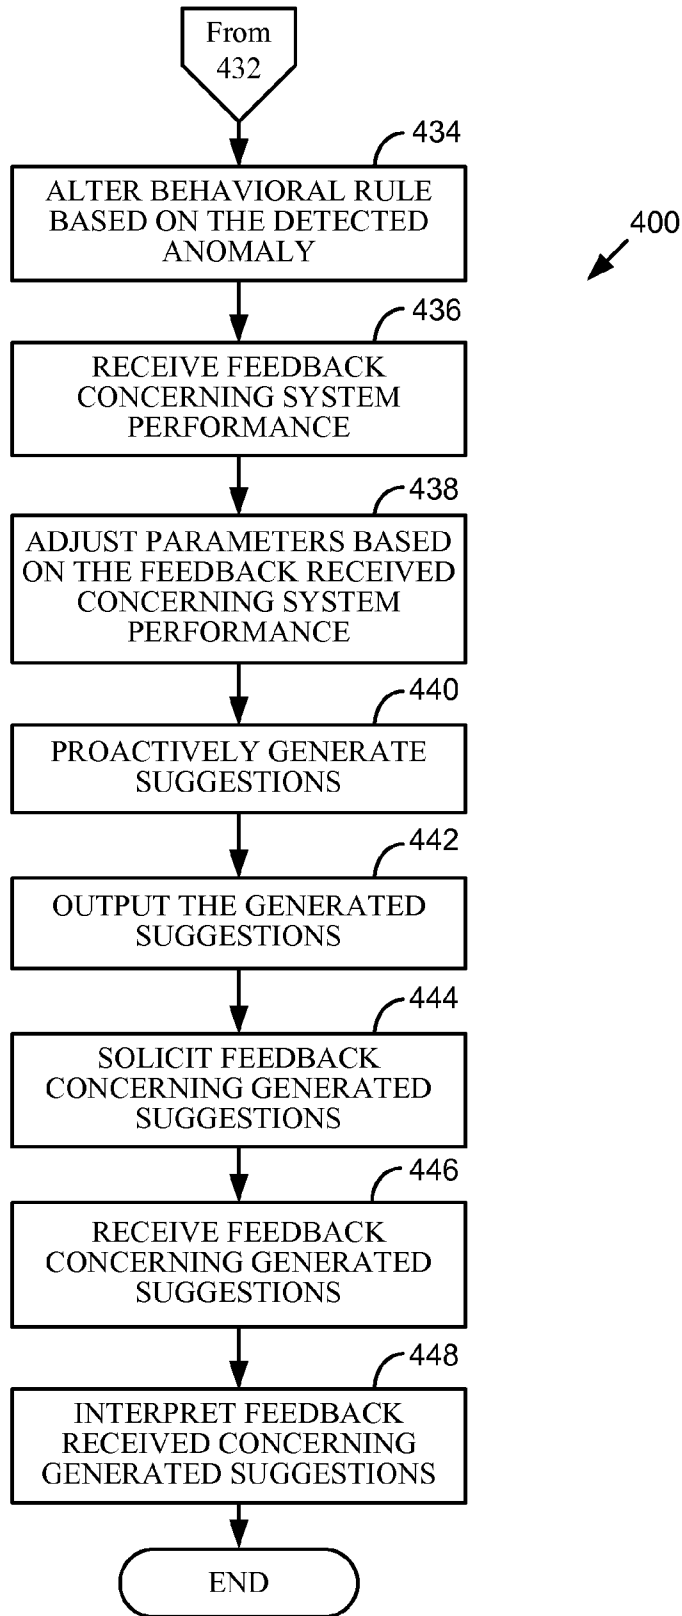 From
432
434
ALTER BEHAVIORAL RULE
BASED ON THE DETECTED
ANOMALY
400
436
RECEIVE FEEDBACK
CONCERNING SYSTEM
PERFORMANCE
438
ADJUST PARAMETERS BASED
ON THE FEEDBACK RECEIVED
CONCERNING SYSTEM
PERFORMANCE
440
PROACTIVELY GENERATE
SUGGESTIONS
442
OUTPUT THE GENERATED
SUGGESTIONS
444
SOLICIT FEEDBACK
CONCERNING GENERATED
SUGGESTIONS
446
RECEIVE FEEDBACK
CONCERNING GENERATED
SUGGESTIONS
448
INTERPRET FEEDBACK
RECEIVED CONCERNING
GENERATED SUGGESTIONS
END